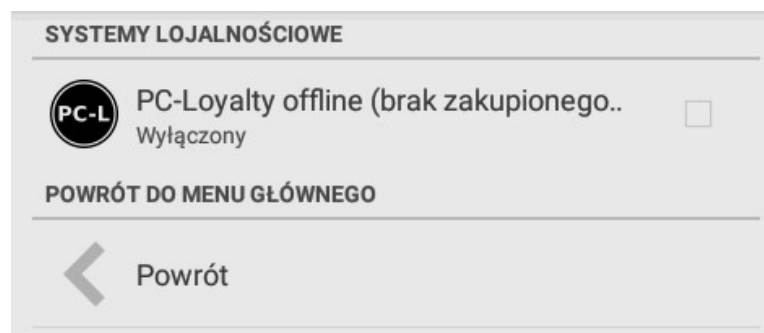 SYSTEMY LOJALNOŚCIOWE
PC-L
PC-Loyalty offline (brak zakupionego..
Wyłączony
POWRÓT DO MENU GŁÓWNEGO
Powrót